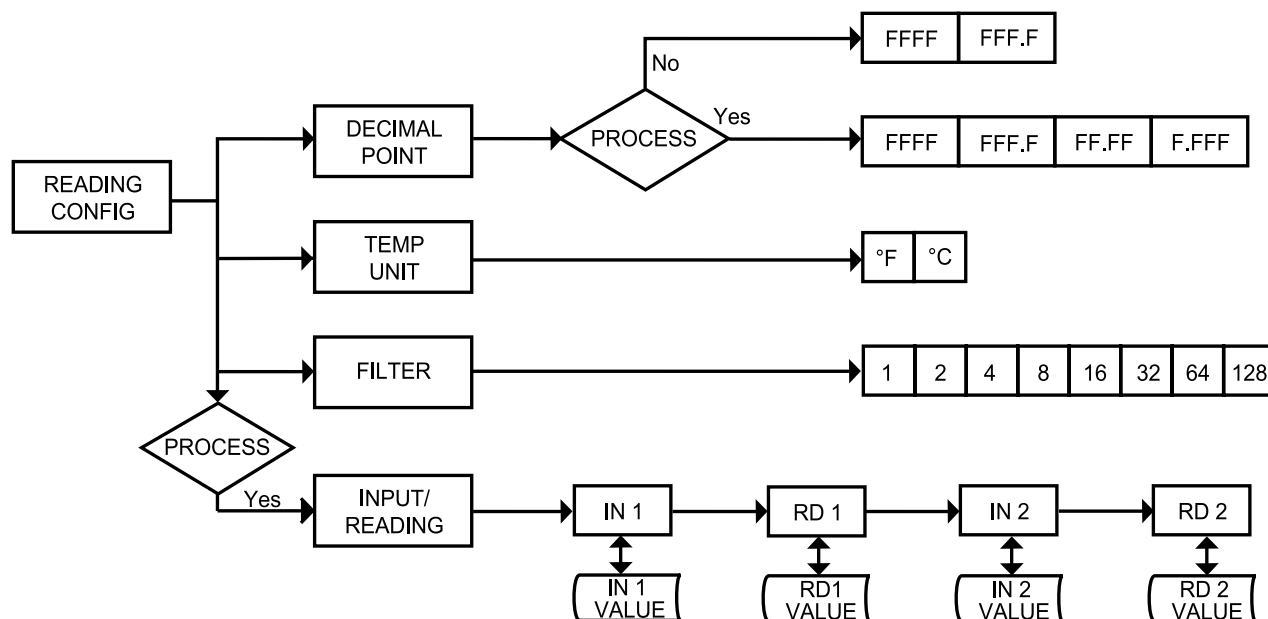 FFFF FFF.F
No
DECIMAL
POINT
PROCESS
Yes
FFFF FFF.F FF.FF F.FFF
READING
CONFIG
TEMP
UNIT
°F °C
FILTER
1 2 4 8 16 32 64 128
PROCESS
Yes
INPUT/
READING
IN 1
RD 1
IN 2
RD 2
IN 1
VALUE
RD1
VALUE
IN 2
VALUE
RD 2
VALUE